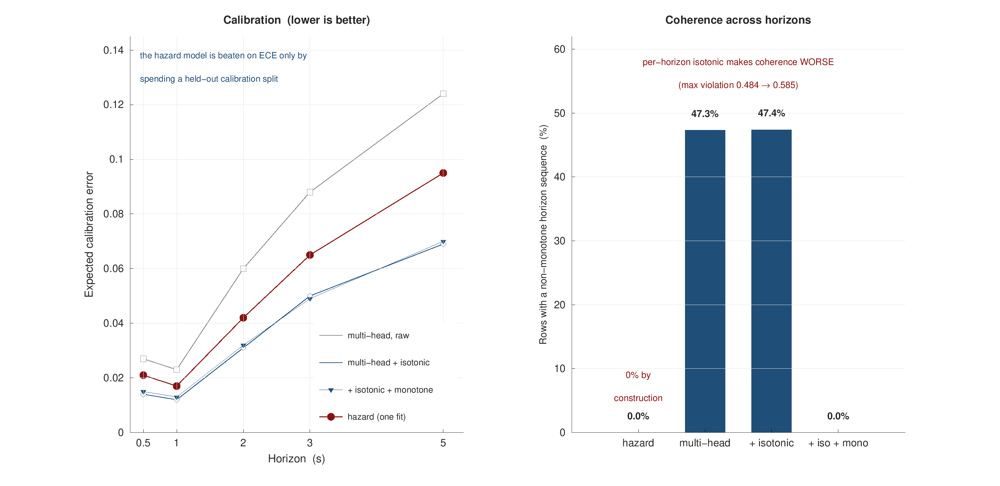 Calibration (lower is better)
0.14
0.12
0.1
0.08
0.06
0.04
0.02
0
Expected calibration error
the hazard model is beaten on ECE only by
spending a held−out calibration split
multi−head, raw
multi−head + isotonic
+ isotonic + monotone
hazard (one fit)
0.5 1 2 3 5
Horizon (s)
Coherence across horizons
60
50
40
30
20
10
0
Rows with a non−monotone horizon sequence (%)
per−horizon isotonic makes coherence WORSE
(max violation 0.484 → 0.585)
47.3% 47.4%
0% by
construction
0.0% 0.0%
hazard multi−head + isotonic + iso + mono